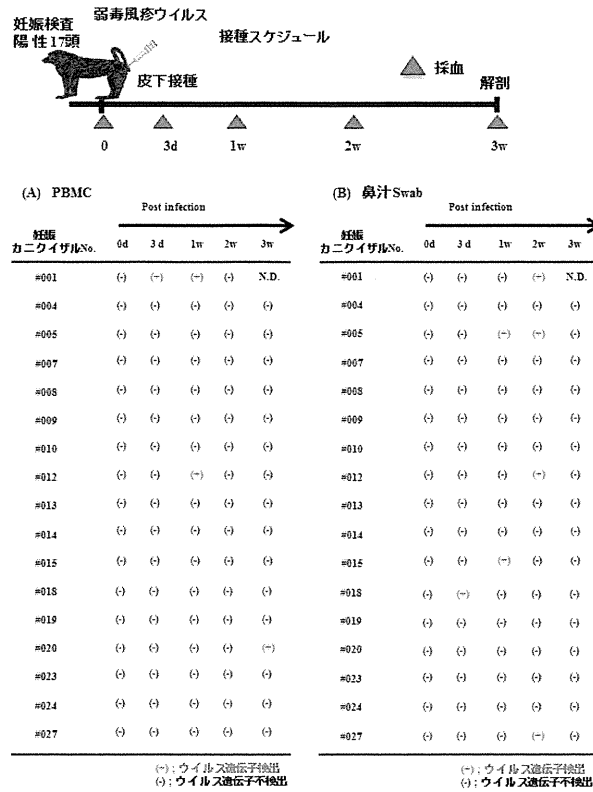 妊娠検査
陽性17頭
弱毒風疹ウイルス
接種スケジュール
皮下接種
採血
解剖
0 3d 1w 2w 3w
(A) PBMC
Post infection
妊娠
カニクイザルNo. 0d 3 d 1w 2w 3w
#001 (-) (+) (+) (-) N.D.
#004 (-) (-) (-) (-) (-)
#005 (-) (-) (-) (-) (-)
#007 (-) (-) (-) (-) (-)
#008 (-) (-) (-) (-) (-)
#009 (-) (-) (-) (-) (-)
#010 (-) (-) (-) (-) (-)
#012 (-) (-) (+) (-) (-)
#013 (-) (-) (-) (-) (-)
#014 (-) (-) (-) (-) (-)
#015 (-) (-) (-) (-) (-)
#018 (-) (-) (-) (-) (-)
#019 (-) (-) (-) (-) (-)
#020 (-) (-) (-) (-) (+)
#023 (-) (-) (-) (-) (-)
#024 (-) (-) (-) (-) (-)
#027 (-) (-) (-) (-) (-)
(+) ; ウイルス遺伝子検出
(-) ; ウイルス遺伝子不検出
(B) 鼻汁Swab
Post infection
妊娠
カニクイザルNo. 0d 3 d 1w 2w 3w
#001 (-) (-) (-) (+) N.D.
#004 (-) (-) (-) (-) (-)
#005 (-) (-) (+) (+) (-)
#007 (-) (-) (-) (-) (-)
#008 (-) (-) (-) (-) (-)
#009 (-) (-) (-) (-) (-)
#010 (-) (-) (-) (-) (-)
#012 (-) (-) (-) (+) (-)
#013 (-) (-) (-) (-) (-)
#014 (-) (-) (-) (-) (-)
#015 (-) (-) (+) (-) (-)
#018 (-) (+) (-) (-) (-)
#019 (-) (-) (-) (-) (-)
#020 (-) (-) (-) (-) (-)
#023 (-) (-) (-) (-) (-)
#024 (-) (-) (-) (-) (-)
#027 (-) (-) (-) (+) (-)
(+) ; ウイルス遺伝子検出
(-) ; ウイルス遺伝子不検出